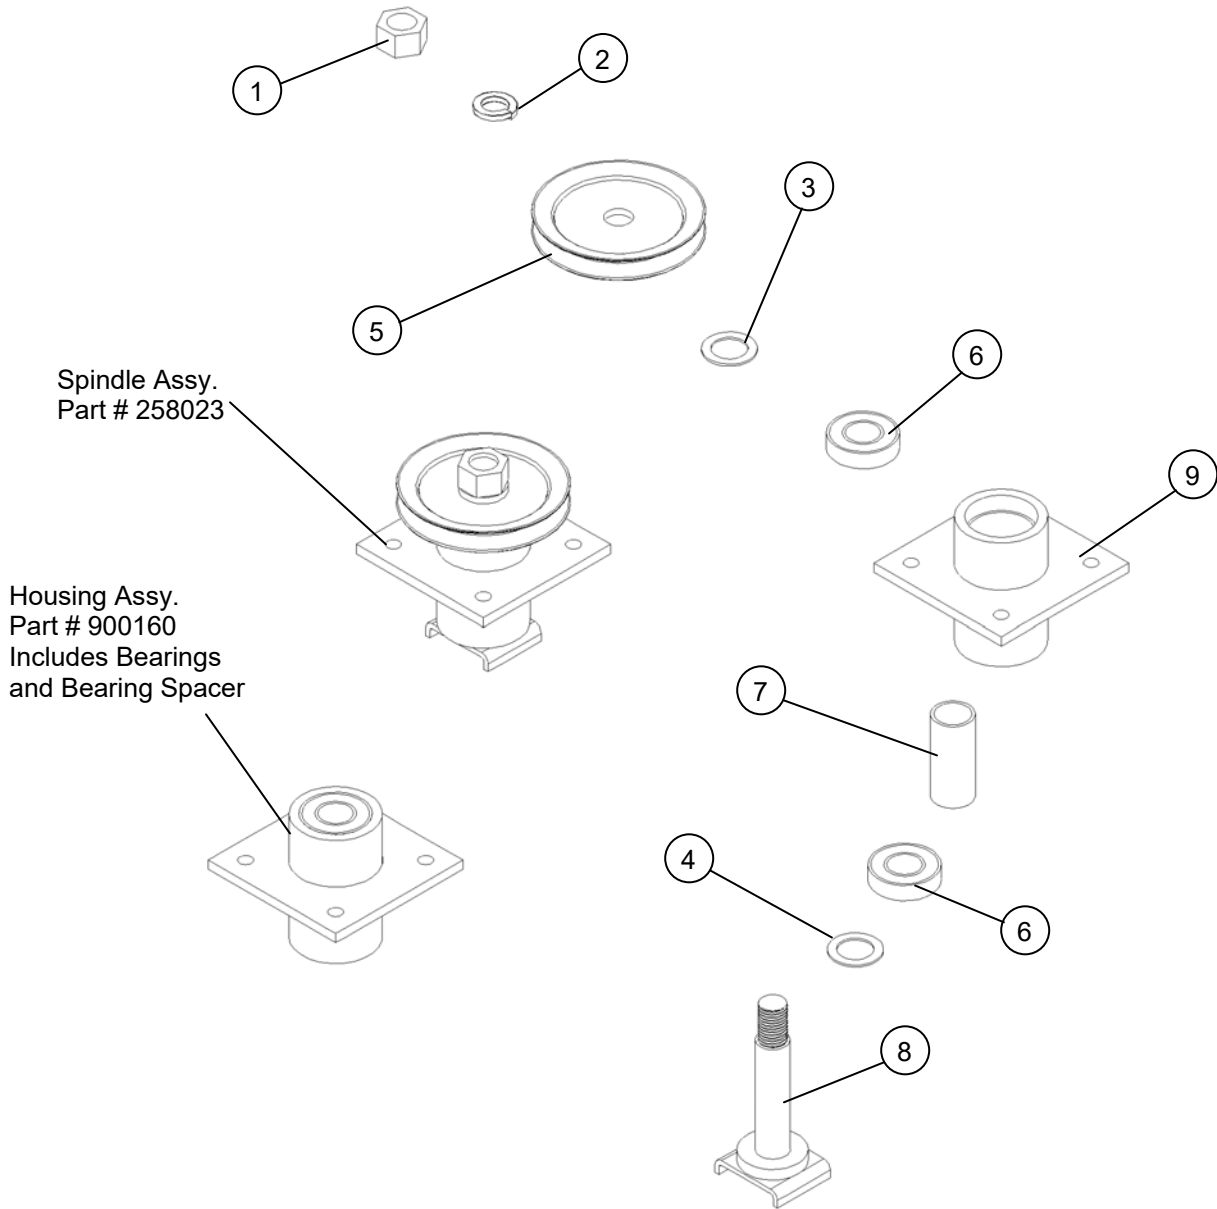 1
2
3
5
6
Spindle Assy.
Part # 258023
9
Housing Assy.
Part # 900160
Includes Bearings
and Bearing Spacer
7
4
6
8